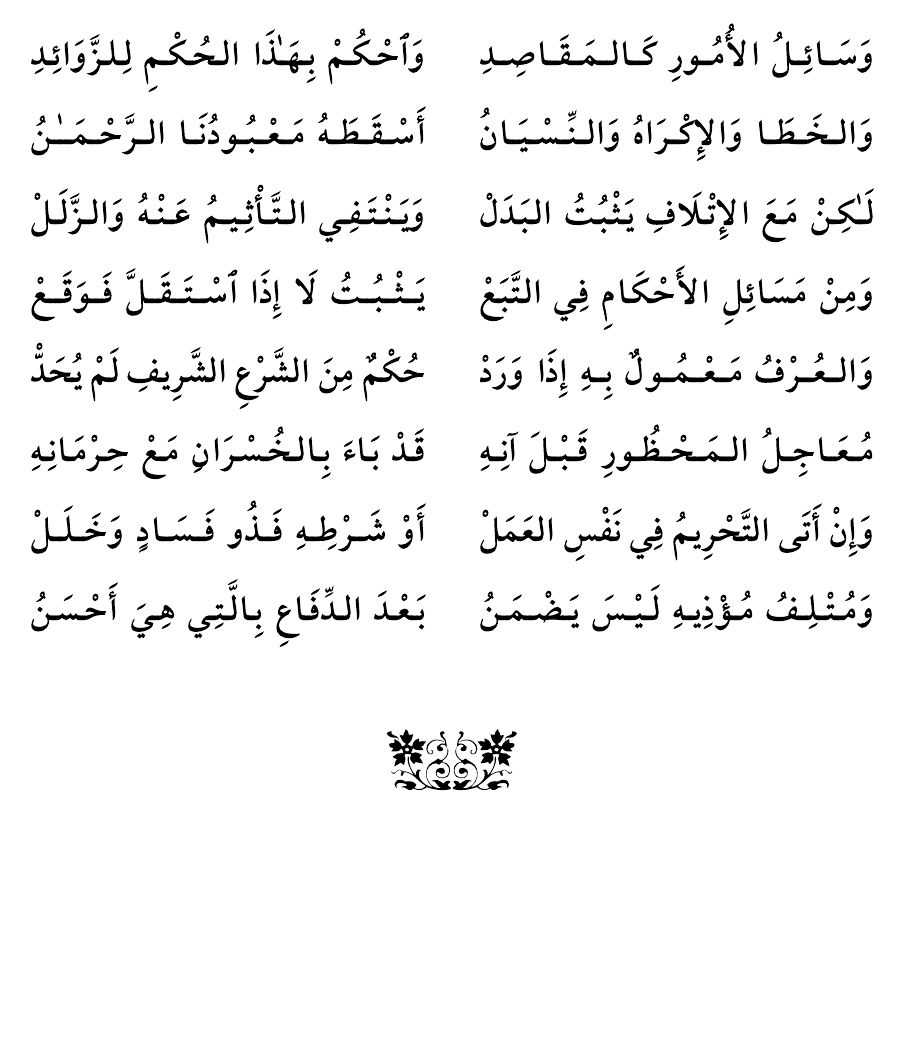 وَسَائِلُ الأُمُورِ كَالمَقَاصِدِ وَٱحْكُمْ بِهَٰذَا الحُكْمِ لِلزَّوَائِدِ
وَالخَطَا وَالإِكْرَاهُ وَالنِّسْيَانُ أَسْقَطَهُ مَعْبُودُنَا الرَّحْمَٰنُ
لَٰكِنْ مَعَ الإِتْلَافِ يَثْبُتُ البَدَلْ وَيَنْتَفِي التَّأْثِيمُ عَنْهُ وَالزَّلَلْ
وَمِنْ مَسَائِلِ الأَحْكَامِ فِي التَّبَعْ يَثْبُتُ لَا إِذَا ٱسْتَقَلَّ فَوَقَعْ
وَالعُرْفُ مَعْمُولٌ بِهِ إِذَا وَرَدْ حُكْمٌ مِنَ الشَّرْعِ الشَّرِيفِ لَمْ يُحَدّْ
مُعَاجِلُ المَحْظُورِ قَبْلَ آنِهِ قَدْ بَاءَ بِالخُسْرَانِ مَعْ حِرْمَانِهِ
وَإِنْ أَتَى التَّحْرِيمُ فِي نَفْسِ العَمَلْ أَوْ شَرْطِهِ فَذُو فَسَادٍ وَخَلَلْ
وَمُتْلِفُ مُؤْذِيهِ لَيْسَ يَضْمَنُ بَعْدَ الدِّفَاعِ بِالَّتِي هِيَ أَحْسَنُ